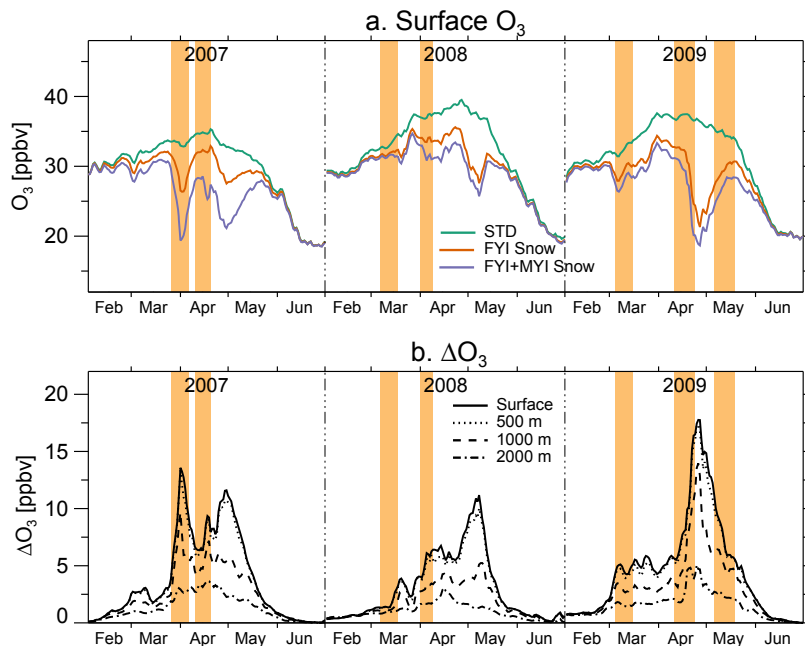 a. Surface O3
2007 2008 2009
O3 [ppbv]
40
30
20
STD
FYI Snow
FYI+MYI Snow
Feb Mar Apr May Jun Feb Mar Apr May Jun Feb Mar Apr May Jun
b. ΔO3
2007 2008 2009
ΔO3 [ppbv]
20
15
10
5
0
Surface
500 m
1000 m
2000 m
Feb Mar Apr May Jun Feb Mar Apr May Jun Feb Mar Apr May Jun